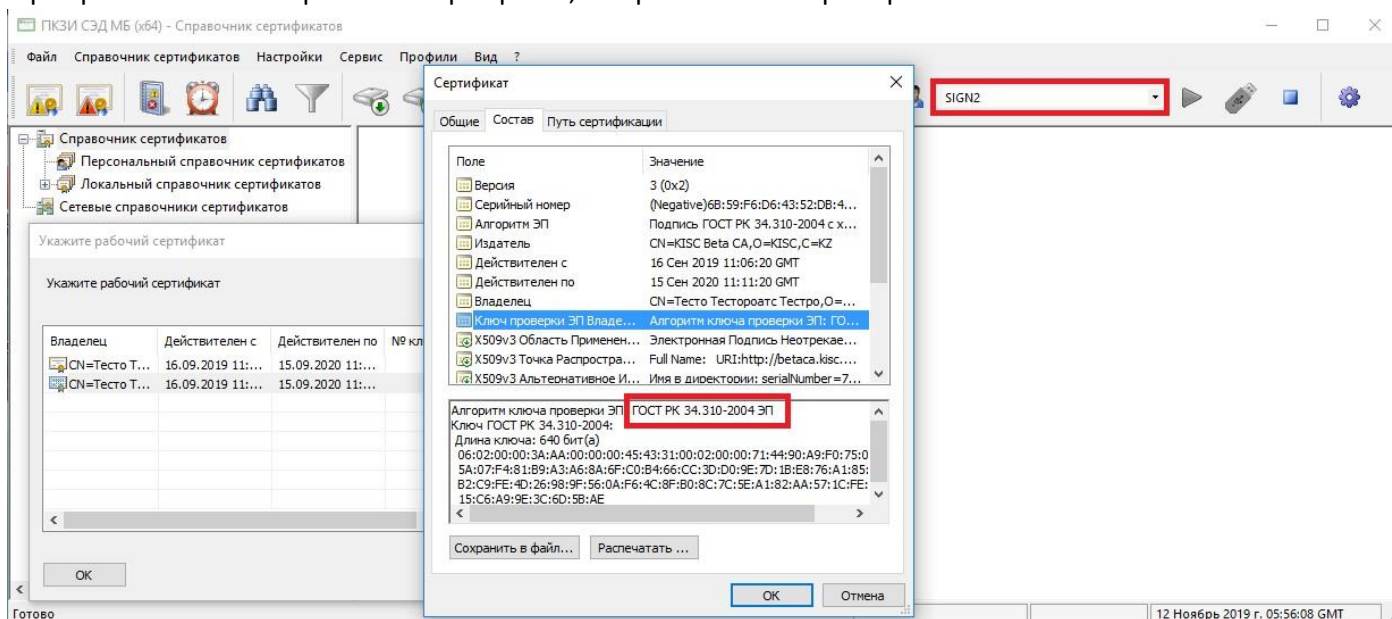 ПКЗИ СЭД МБ (x64) - Справочник сертификатов
Файл Справочник сертификатов Настройки Сервис Профили Вид ?
SIGN2
Справочник сертификатов
Персональный справочник сертификатов
Локальный справочник сертификатов
Сетевые справочники сертификатов
Укажите рабочий сертификат
Укажите рабочий сертификат
Владелец Действителен с Действителен по № кл
CN=Тесто Т... 16.09.2019 11:... 15.09.2020 11:...
CN=Тесто Т... 16.09.2019 11:... 15.09.2020 11:...
ОК
Сертификат
Общие Состав Путь сертификации
Поле Значение
Версия 3 (0x2)
Серийный номер (Negative)6B:59:F6:D6:43:52:DB:4...
Алгоритм ЭП Подпись ГОСТ РК 34.310-2004 с х...
Издатель CN=KISC Beta CA,O=KISC,C=KZ
Действителен с 16 Сен 2019 11:06:20 GMT
Действителен по 15 Сен 2020 11:11:20 GMT
Владелец CN=Тесто Тестороатс Тестро,O=...
Ключ проверки ЭП Владе... Алгоритм ключа проверки ЭП: ГО...
X509v3 Область Применен... Электронная Подпись Неотрекае...
X509v3 Точка Распростра... Full Name: URI:http://betaca.kisc....
X509v3 Альтернативное И... Имя в директории: serialNumber=7...
Алгоритм ключа проверки ЭП: ГОСТ РК 34.310-2004 ЭП
Ключ ГОСТ РК 34.310-2004:
Длина ключа: 640 бит(а)
06:02:00:00:3A:AA:00:00:00:45:43:31:00:02:00:00:71:44:90:A9:F0:75:0
5A:07:F4:81:B9:A3:A6:8A:6F:C0:B4:66:CC:3D:D0:9E:7D:1B:E8:76:A1:85:
B2:C9:FE:4D:26:98:9F:56:0A:F6:4C:8F:B0:8C:7C:5E:A1:82:AA:57:1C:FE:
15:C6:A9:9E:3C:6D:5B:AE
Сохранить в файл... Распечатать ...
ОК Отмена
Готово
12 Ноябрь 2019 г. 05:56:08 GMT